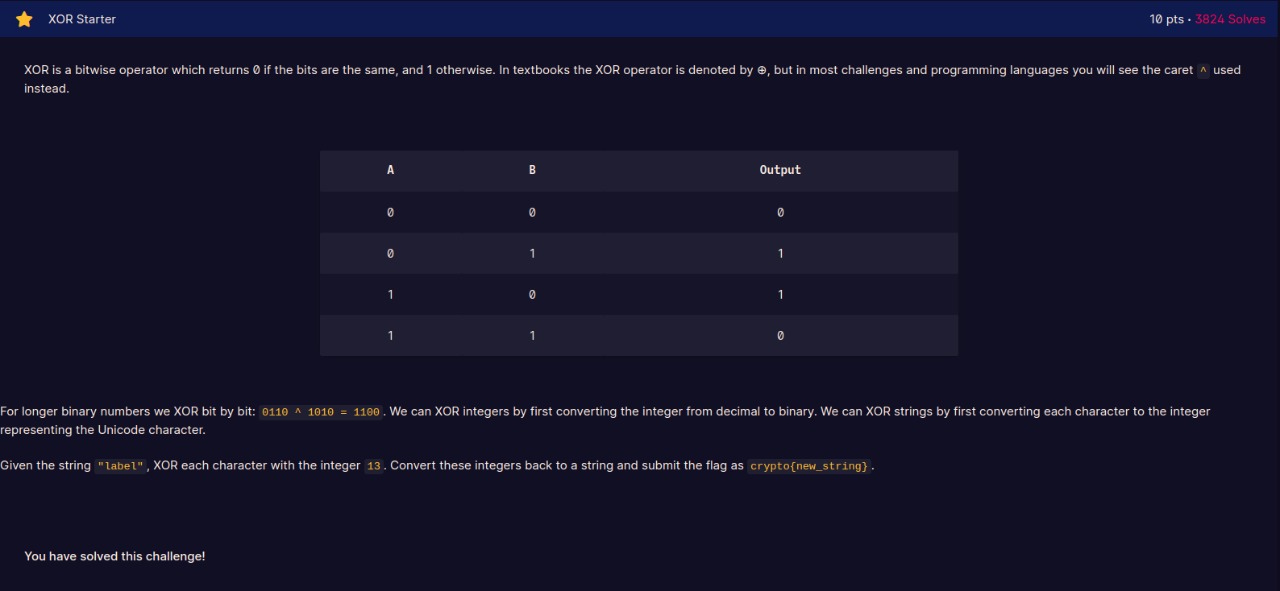 XOR Starter
10 pts · 3824 Solves
XOR is a bitwise operator which returns 0 if the bits are the same, and 1 otherwise. In textbooks the XOR operator is denoted by ⊕, but in most challenges and programming languages you will see the caret ^ used
instead.
A B Output
0 0 0
0 1 1
1 0 1
1 1 0
For longer binary numbers we XOR bit by bit: 0110 ^ 1010 = 1100. We can XOR integers by first converting the integer from decimal to binary. We can XOR strings by first converting each character to the integer
representing the Unicode character.
Given the string "label", XOR each character with the integer 13. Convert these integers back to a string and submit the flag as crypto{new_string}.
You have solved this challenge!